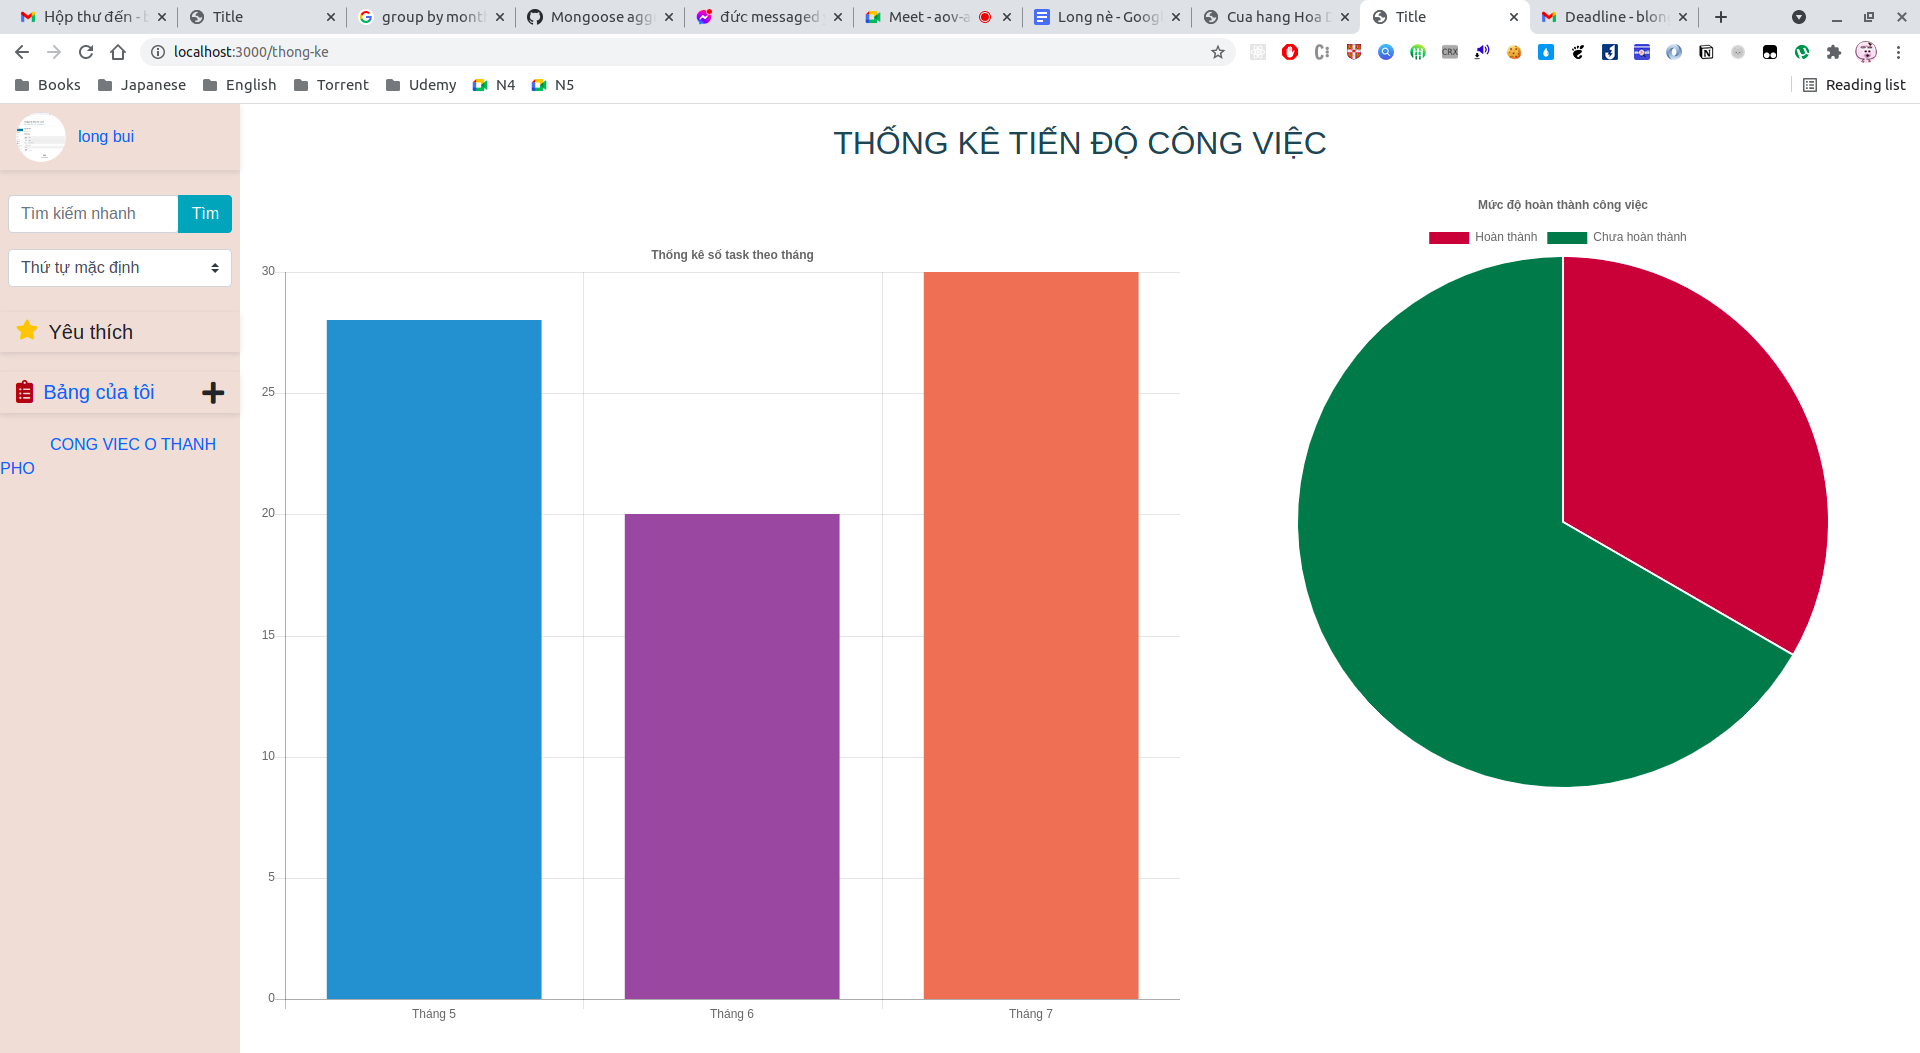 Hộp thư đến - b
Title
group by mont
Mongoose agg
đức messaged
Meet - aov-a
Long nè - Goog
Cua hang Hoa D
Title
Deadline - blon
localhost:3000/thong-ke
Books
Japanese
English
Torrent
Udemy
N4
N5
Reading list
long bui
Tìm kiếm nhanh
Tìm
Thứ tự mặc định
Yêu thích
Bảng của tôi
CONG VIEC O THANH
PHO
THỐNG KÊ TIẾN ĐỘ CÔNG VIỆC
Thống kê số task theo tháng
30
25
20
15
10
5
0
Tháng 5
Tháng 6
Tháng 7
Mức độ hoàn thành công việc
Hoàn thành
Chưa hoàn thành